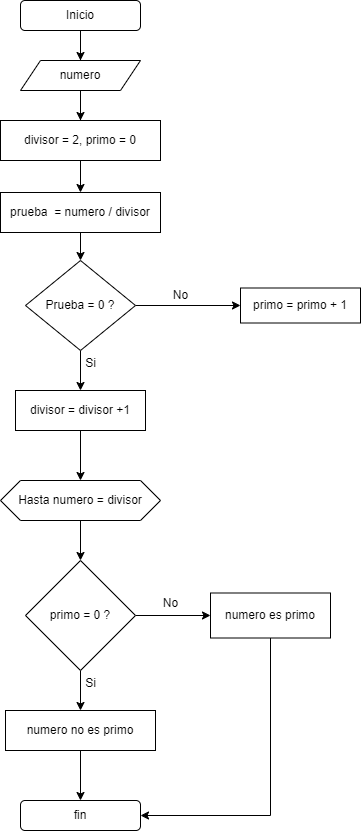 Inicio
numero
divisor = 2, primo = 0
prueba = numero / divisor
Prueba = 0 ?
No
primo = primo + 1
Si
divisor = divisor +1
Hasta numero = divisor
primo = 0 ?
No
numero es primo
Si
numero no es primo
fin